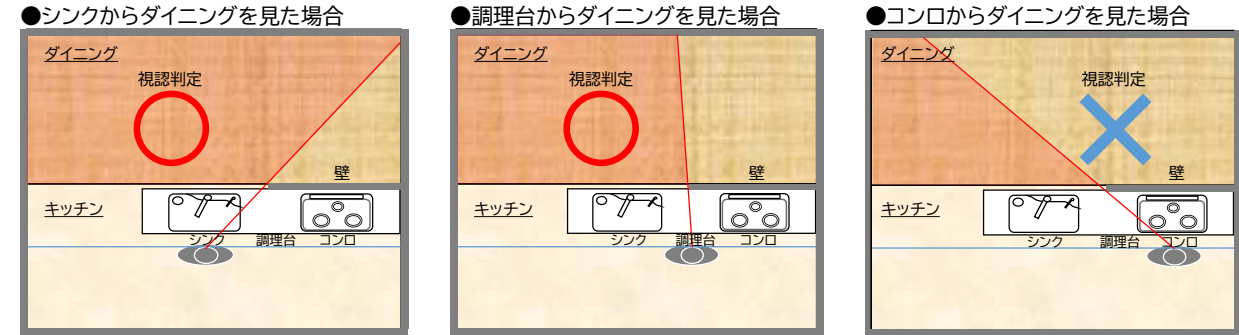 ●シンクからダイニングを見た場合
ダイニング
視認判定
壁
キッチン
シンク 調理台 コンロ
●調理台からダイニングを見た場合
ダイニング
視認判定
壁
キッチン
シンク 調理台 コンロ
●コンロからダイニングを見た場合
ダイニング
視認判定
壁
キッチン
シンク 調理台 コンロ